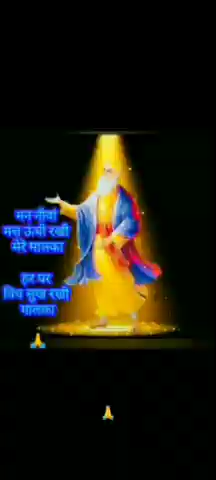 मन नीवां
मत ऊंची रखी
मेरे मालका
हर घर
विच सुख रखी
मालका